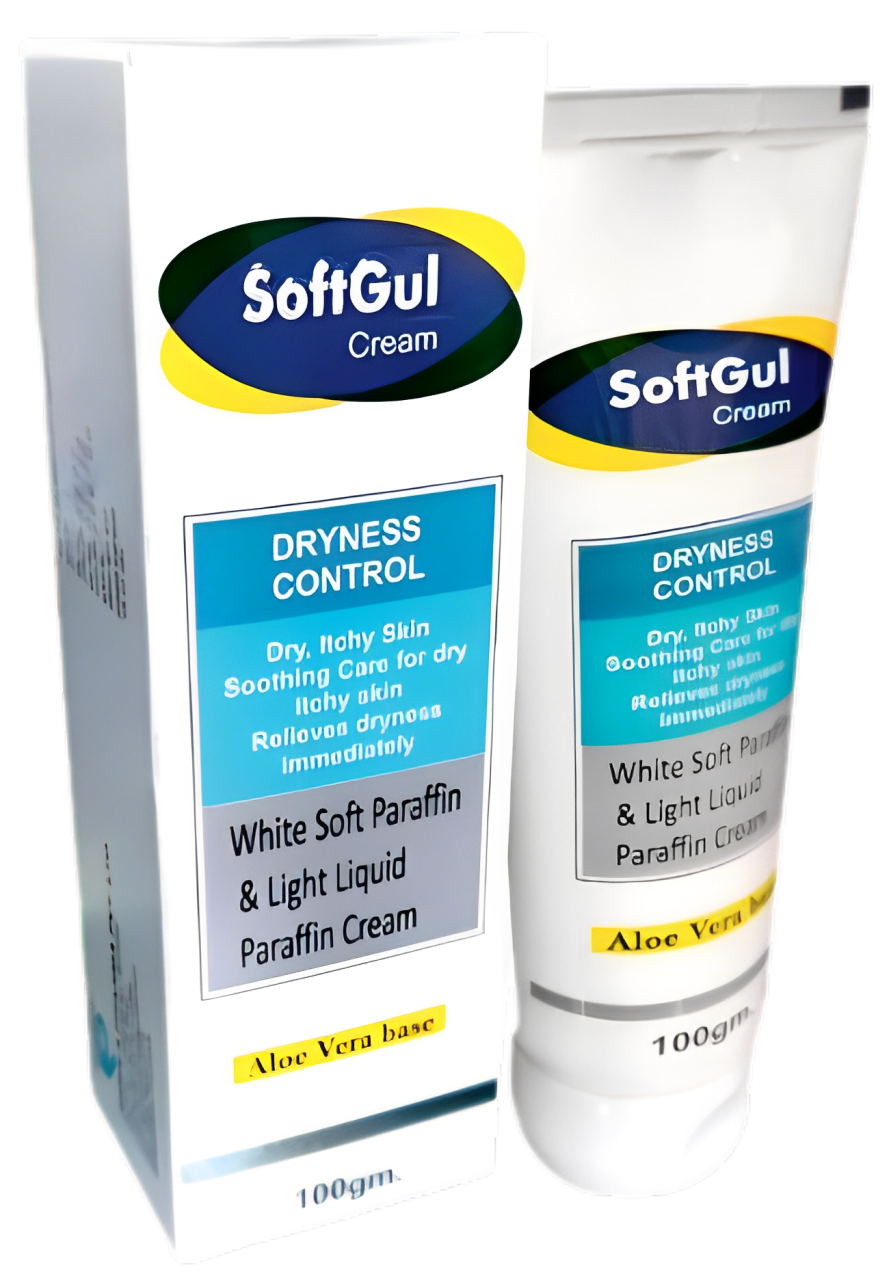 SoftGul
Cream
DRYNESS
CONTROL
Dry, Itchy Skin
Soothing Care for dry
Itchy skin
Relieves dryness
immediately
White Soft Paraffin
& Light Liquid
Paraffin Cream
Aloe Vera base
100gm.
SoftGul
Cream
DRYNESS
CONTROL
Dry, Itchy Skin
Soothing Care for
Itchy skin
Relieves dryness
immediately
White Soft Paraffin
& Light Liquid
Paraffin Cream
Aloe Vera
100gm.